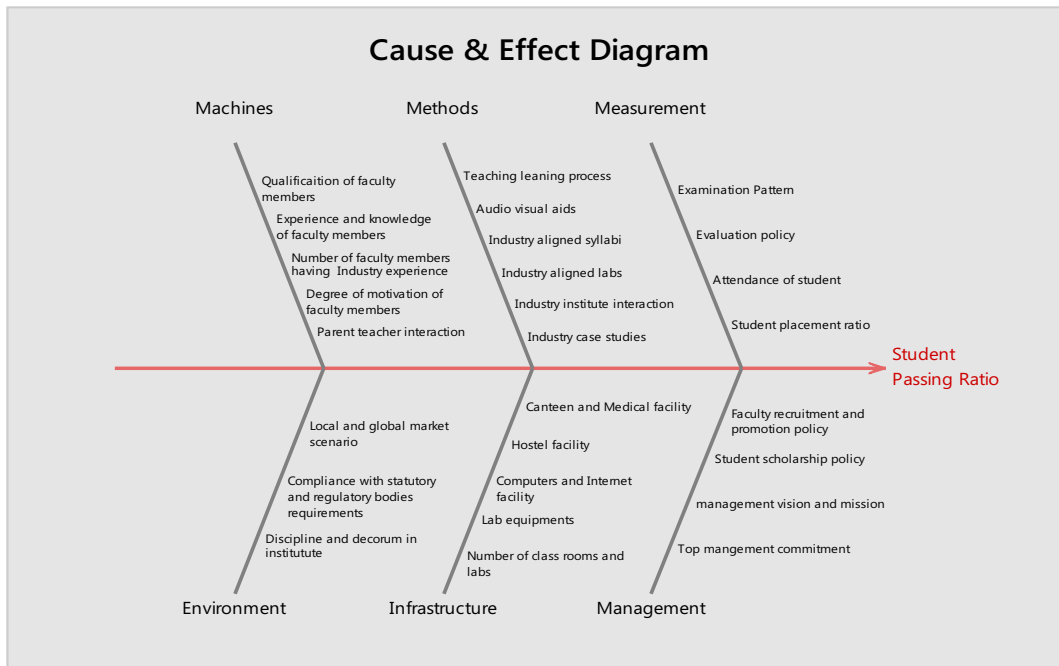 Cause & Effect Diagram
Machines
Methods
Measurement
Qualificaition of faculty
members
Experience and knowledge
of faculty members
Number of faculty members
having Industry experience
Degree of motivation of
faculty members
Parent teacher interaction
Teaching leaning process
Audio visual aids
Industry aligned syllabi
Industry aligned labs
Industry institute interaction
Industry case studies
Examination Pattern
Evaluation policy
Attendance of student
Student placement ratio
Student
Passing Ratio
Local and global market
scenario
Compliance with statutory
and regulatory bodies
requirements
Discipline and decorum in
institutute
Canteen and Medical facility
Hostel facility
Computers and Internet
facility
Lab equipments
Number of class rooms and
labs
Faculty recruitment and
promotion policy
Student scholarship policy
management vision and mission
Top mangement commitment
Environment
Infrastructure
Management